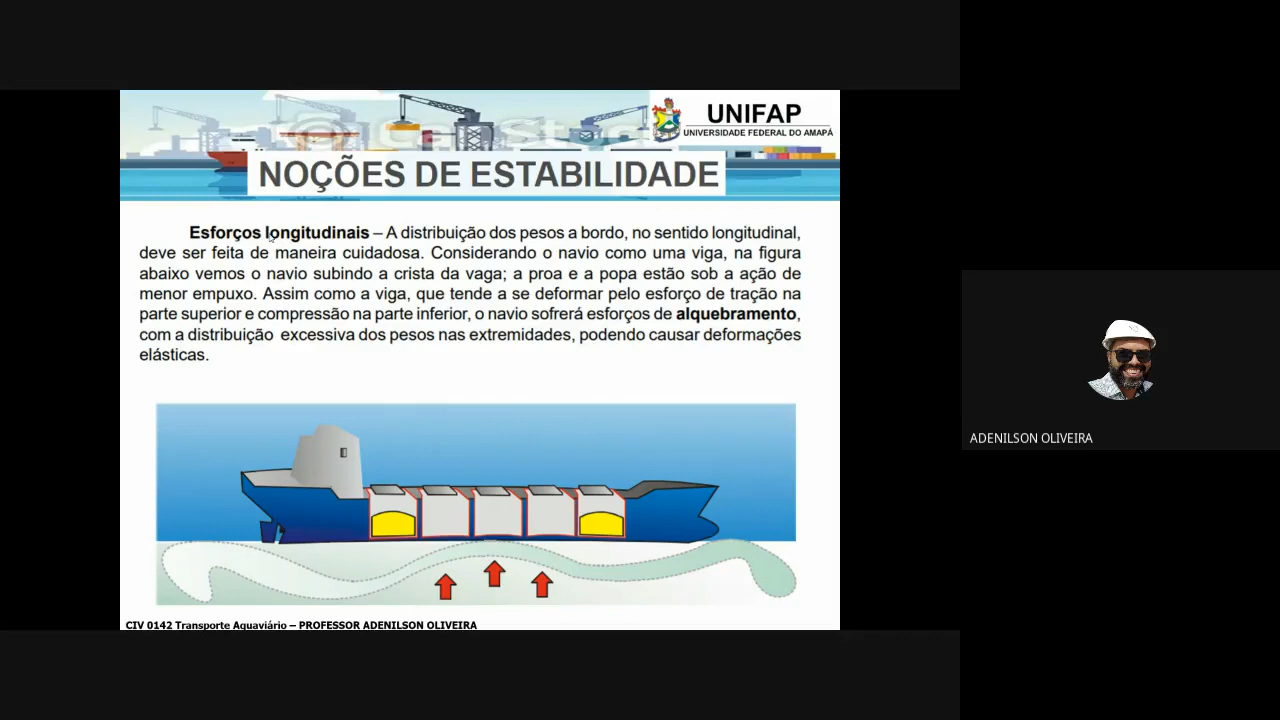 UNIFAP
UNIVERSIDADE FEDERAL DO AMAPÁ
NOÇÕES DE ESTABILIDADE
Esforços longitudinais – A distribuição dos pesos a bordo, no sentido longitudinal,
deve ser feita de maneira cuidadosa. Considerando o navio como uma viga, na figura
abaixo vemos o navio subindo a crista da vaga; a proa e a popa estão sob a ação de
menor empuxo. Assim como a viga, que tende a se deformar pelo esforço de tração na
parte superior e compressão na parte inferior, o navio sofrerá esforços de alquebramento,
com a distribuição excessiva dos pesos nas extremidades, podendo causar deformações
elásticas.
ADENILSON OLIVEIRA
CIV 0142 Transporte Aquaviário – PROFESSOR ADENILSON OLIVEIRA